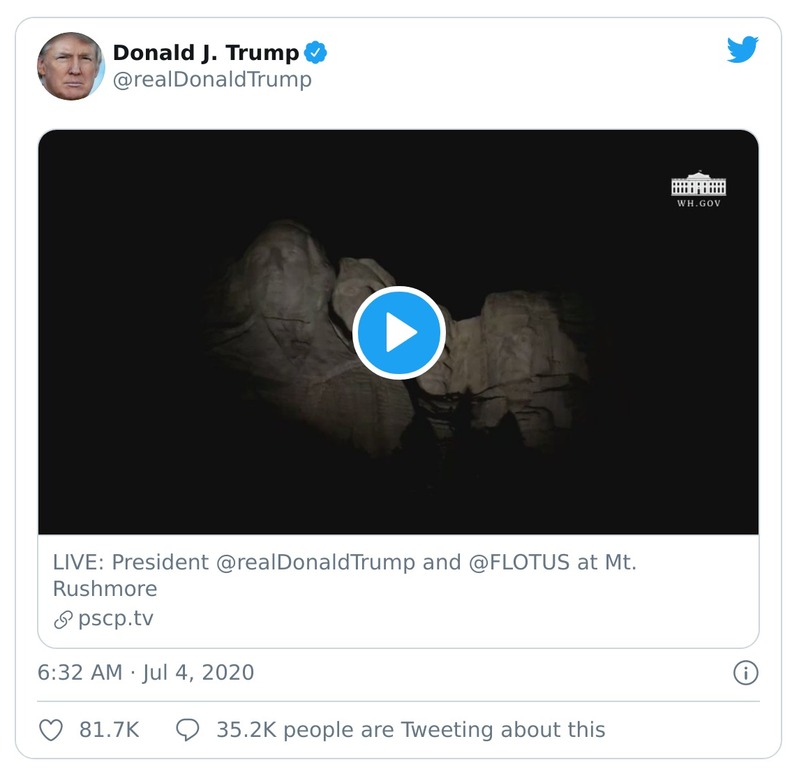 Donald J. Trump
@realDonaldTrump
WH.GOV
LIVE: President @realDonaldTrump and @FLOTUS at Mt.
Rushmore
pscp.tv
6:32 AM · Jul 4, 2020
81.7K
35.2K people are Tweeting about this